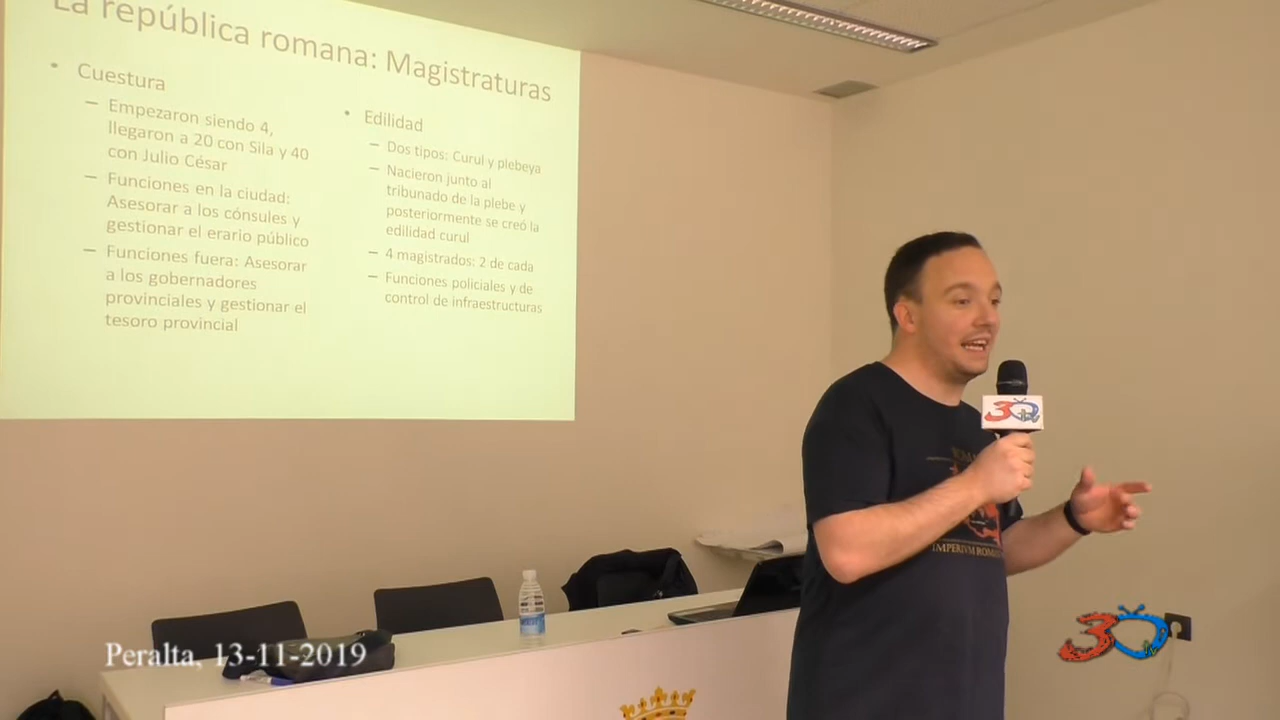 La república romana: Magistraturas
• Cuestura
– Empezaron siendo 4,
llegaron a 20 con Sila y 40
con Julio César
– Funciones en la ciudad:
Asesorar a los cónsules y
gestionar el erario público
– Funciones fuera: Asesorar
a los gobernadores
provinciales y gestionar el
tesoro provincial
• Edilidad
– Dos tipos: Curul y plebeya
– Nacieron junto al
tribunado de la plebe y
posteriormente se creó la
edilidad curul
– 4 magistrados: 2 de cada
– Funciones policiales y de
control de infraestructuras
3
IMPERIVM
Peralta, 13-11-2019
3